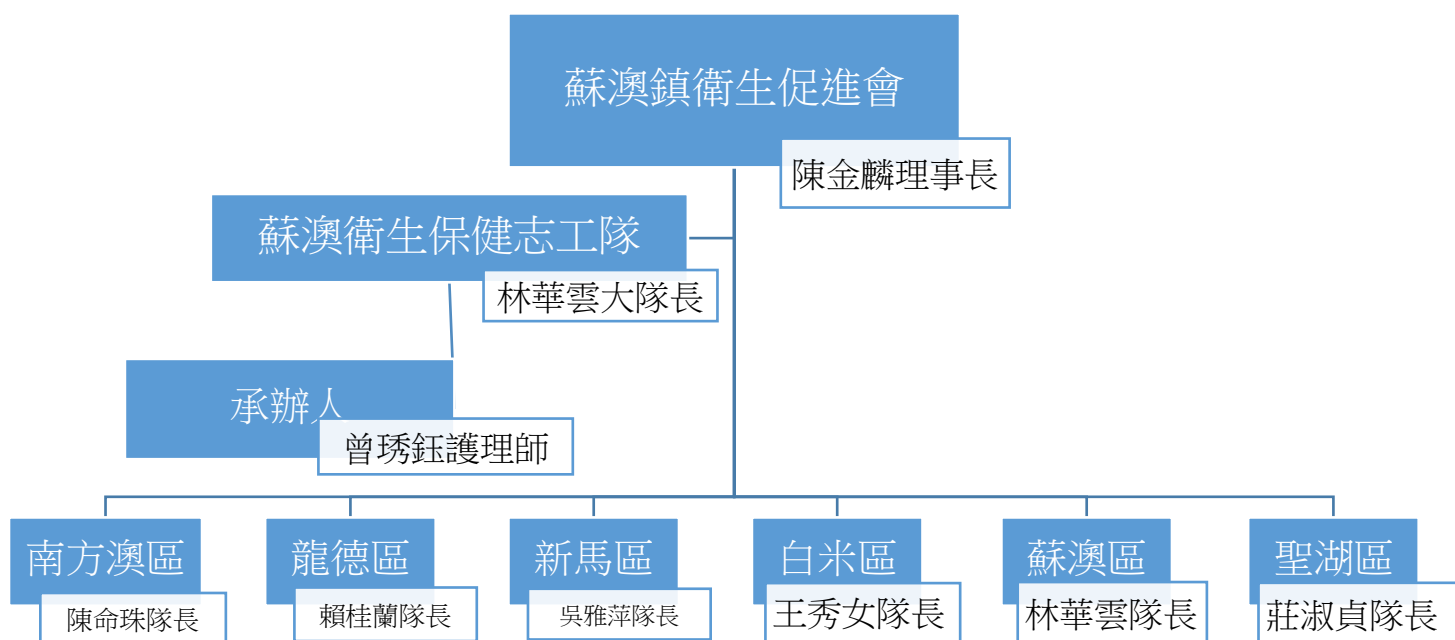 蘇澳鎮衛生促進會
陳金麟理事長
蘇澳衛生保健志工隊
林華雲大隊長
承辦人
曾琇鈺護理師
南方澳區
陳命珠隊長
龍德區
賴桂蘭隊長
新馬區
吳雅萍隊長
白米區
王秀女隊長
蘇澳區
林華雲隊長
聖湖區
莊淑貞隊長